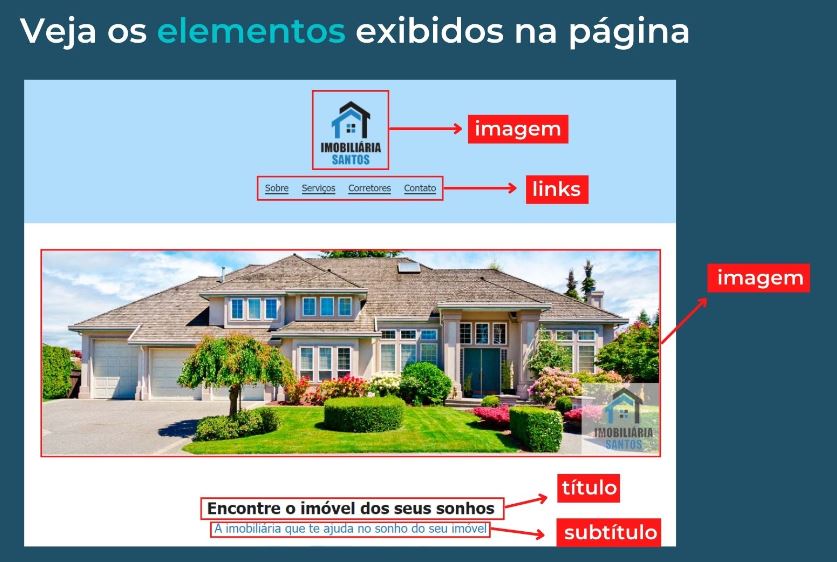 Veja os elementos exibidos na página
IMOBILIÁRIA
SANTOS
imagem
Sobre Serviços Corretores Contato
links
imagem
IMOBILIÁRIA
SANTOS
título
Encontre o imóvel dos seus sonhos
A imobiliária que te ajuda no sonho do seu imóvel
subtítulo